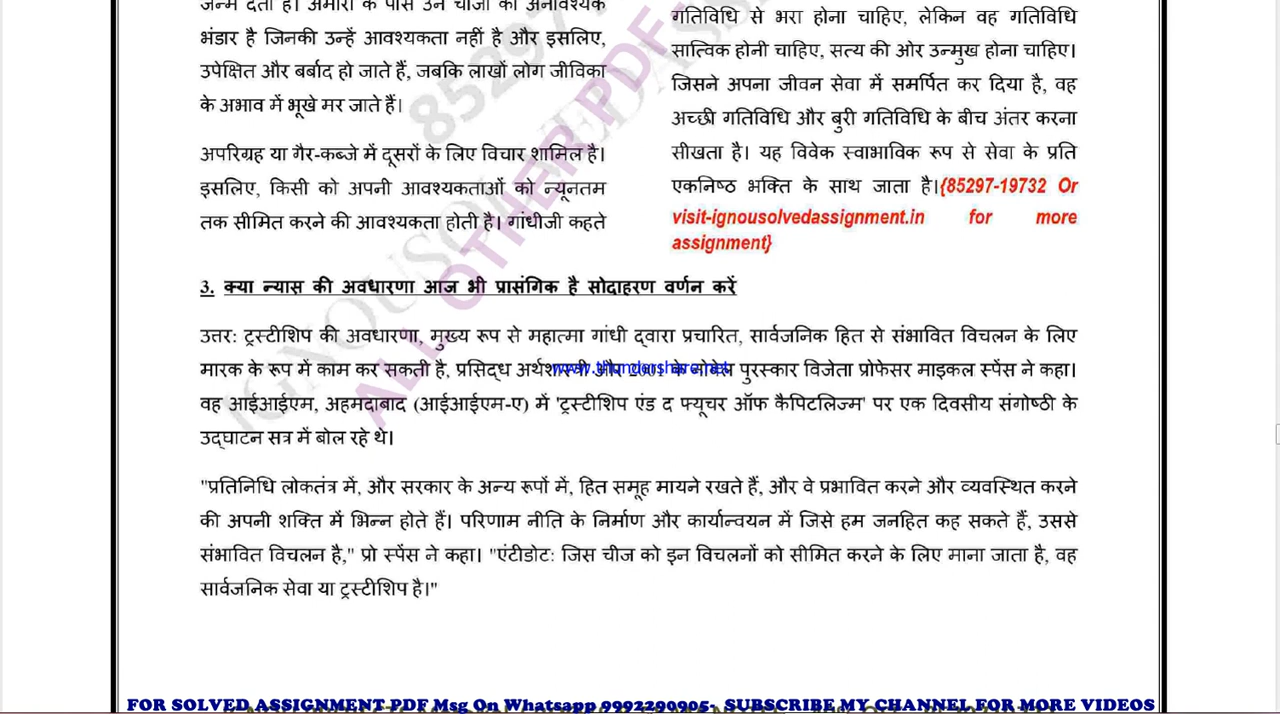 जन्म देता है। अमीरों के पास उन चीजों का अनावश्यक
भंडार है जिनकी उन्हें आवश्यकता नहीं है और इसलिए,
उपेक्षित और बर्बाद हो जाते हैं, जबकि लाखों लोग जीविका
के अभाव में भूखे मर जाते हैं।
अपरिग्रह या गैर-कब्जे में दूसरों के लिए विचार शामिल है।
इसलिए, किसी को अपनी आवश्यकताओं को न्यूनतम
तक सीमित करने की आवश्यकता होती है। गांधीजी कहते
गतिविधि से भरा होना चाहिए, लेकिन वह गतिविधि
सात्विक होनी चाहिए, सत्य की ओर उन्मुख होना चाहिए।
जिसने अपना जीवन सेवा में समर्पित कर दिया है, वह
अच्छी गतिविधि और बुरी गतिविधि के बीच अंतर करना
सीखता है। यह विवेक स्वाभाविक रूप से सेवा के प्रति
एकनिष्ठ भक्ति के साथ जाता है।{85297-19732 Or
visit-ignousolvedassignment.in for more
assignment}
3. क्या न्यास की अवधारणा आज भी प्रासंगिक है सोदाहरण वर्णन करें
उत्तर: ट्रस्टीशिप की अवधारणा, मुख्य रूप से महात्मा गांधी द्वारा प्रचारित, सार्वजनिक हित से संभावित विचलन के लिए
मारक के रूप में काम कर सकती है, प्रसिद्ध अर्थशास्त्री और 2001 के नोबेल पुरस्कार विजेता प्रोफेसर माइकल स्पेंस ने कहा।
www.thundershare.net
वह आईआईएम, अहमदाबाद (आईआईएम-ए) में 'ट्रस्टीशिप एंड द फ्यूचर ऑफ कैपिटलिज्म' पर एक दिवसीय संगोष्ठी के
उद्घाटन सत्र में बोल रहे थे।
"प्रतिनिधि लोकतंत्र में, और सरकार के अन्य रूपों में, हित समूह मायने रखते हैं, और वे प्रभावित करने और व्यवस्थित करने
की अपनी शक्ति में भिन्न होते हैं। परिणाम नीति के निर्माण और कार्यान्वयन में जिसे हम जनहित कह सकते हैं, उससे
संभावित विचलन है," प्रो स्पेंस ने कहा। "एंटीडोट: जिस चीज को इन विचलनों को सीमित करने के लिए माना जाता है, वह
सार्वजनिक सेवा या ट्रस्टीशिप है।"
FOR SOLVED ASSIGNMENT PDF Msg On Whatsapp 9992290905- SUBSCRIBE MY CHANNEL FOR MORE VIDEOS